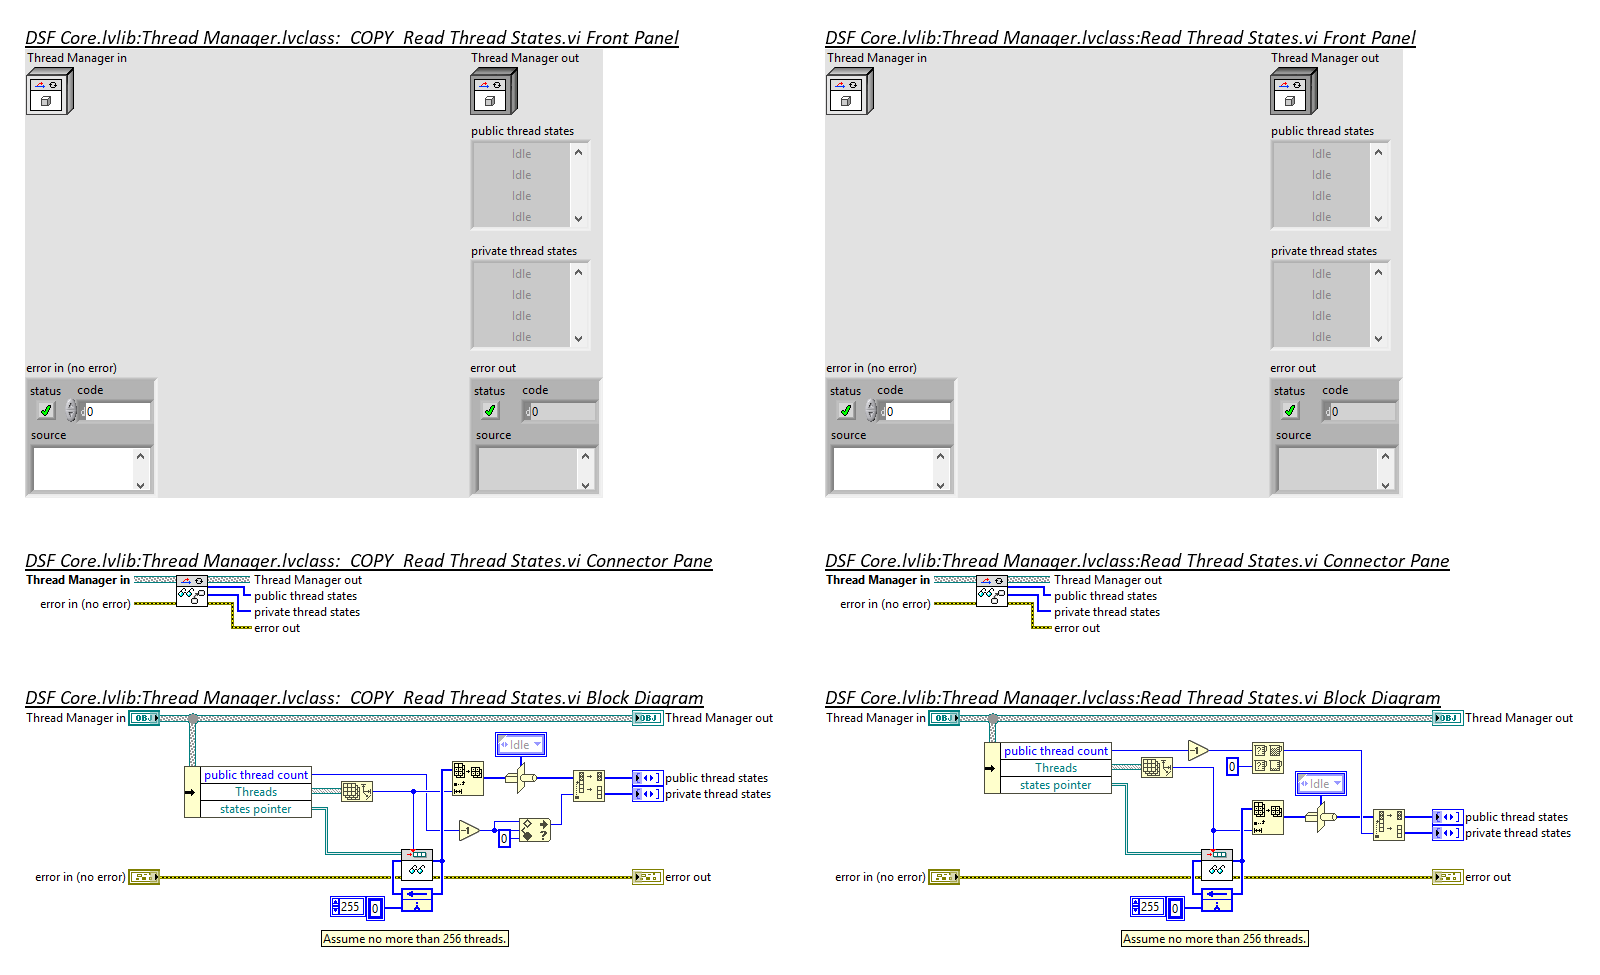 DSF Core.lvlib:Thread Manager.lvclass:  COPY  Read Thread States.vi Front Panel
Thread Manager in
Thread Manager out
public thread states
Idle
Idle
Idle
Idle
private thread states
Idle
Idle
Idle
Idle
error in (no error)
status code
d 0
source
error out
status code
d 0
source
DSF Core.lvlib:Thread Manager.lvclass:Read Thread States.vi Front Panel
Thread Manager in
Thread Manager out
public thread states
Idle
Idle
Idle
Idle
private thread states
Idle
Idle
Idle
Idle
error in (no error)
status code
d 0
source
error out
status code
d 0
source
DSF Core.lvlib:Thread Manager.lvclass:  COPY  Read Thread States.vi Connector Pane
Thread Manager in
error in (no error)
Thread Manager out
public thread states
private thread states
error out
DSF Core.lvlib:Thread Manager.lvclass:Read Thread States.vi Connector Pane
Thread Manager in
error in (no error)
Thread Manager out
public thread states
private thread states
error out
DSF Core.lvlib:Thread Manager.lvclass:  COPY  Read Thread States.vi Block Diagram
Thread Manager in OBJ
OBJ Thread Manager out
Idle
public thread count
Threads
states pointer
public thread states
private thread states
-1
0
?
error in (no error)
error out
255 0
Assume no more than 256 threads.
DSF Core.lvlib:Thread Manager.lvclass:Read Thread States.vi Block Diagram
Thread Manager in OBJ
OBJ Thread Manager out
public thread count
Threads
states pointer
-1
0
Idle
public thread states
private thread states
error in (no error)
error out
255 0
Assume no more than 256 threads.